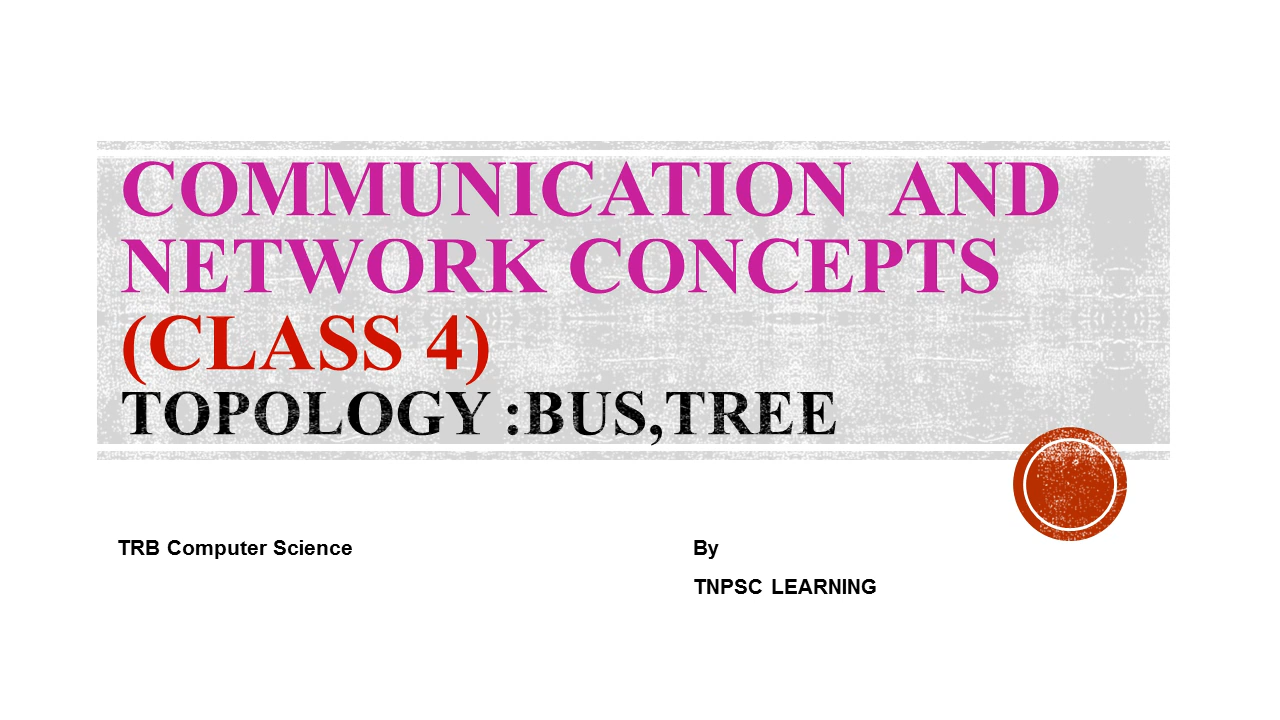 COMMUNICATION AND
NETWORK CONCEPTS
(CLASS 4)
TOPOLOGY :BUS,TREE
TRB Computer Science
By
TNPSC LEARNING